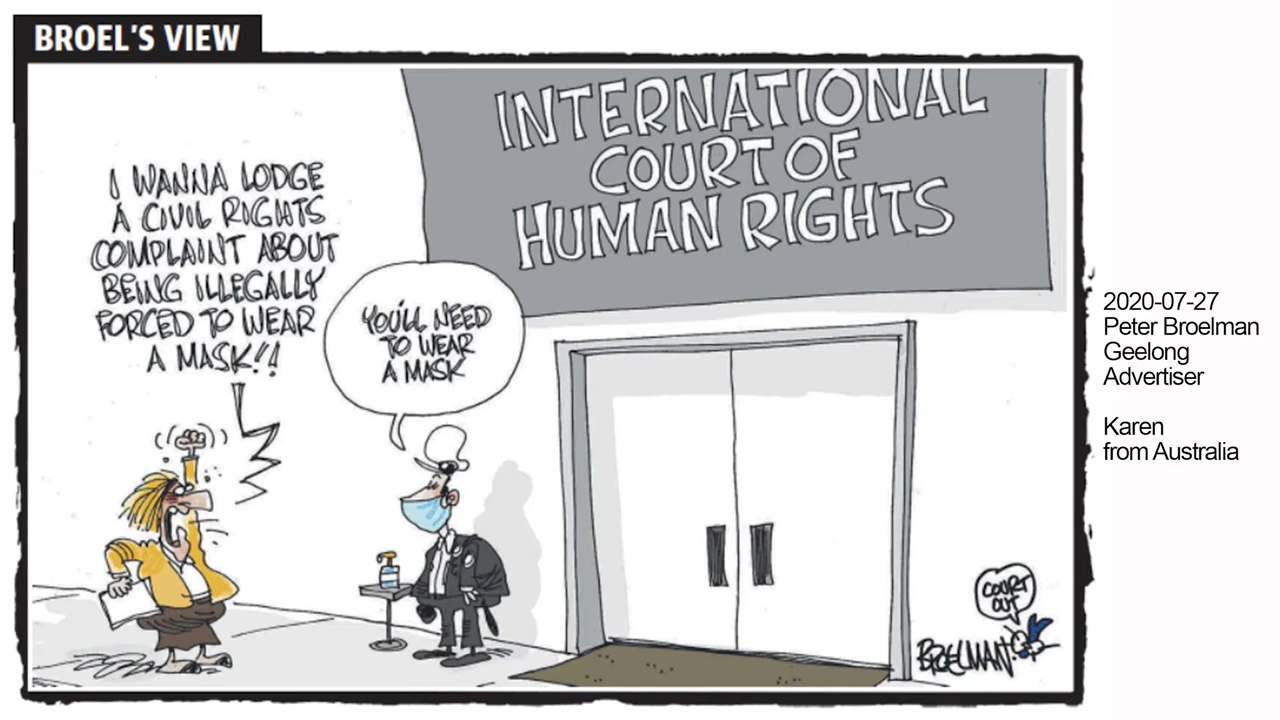 BROEL'S VIEW
INTERNATIONAL
COURT OF
HUMAN RIGHTS
I WANNA LODGE
A CIVIL RIGHTS
COMPLAINT ABOUT
BEING ILLEGALLY
FORCED TO WEAR
A MASK!!
YOU'LL NEED
TO WEAR
A MASK
COURT
OUT
BROELMAN
2020-07-27
Peter Broelman
Geelong
Advertiser
Karen
from Australia